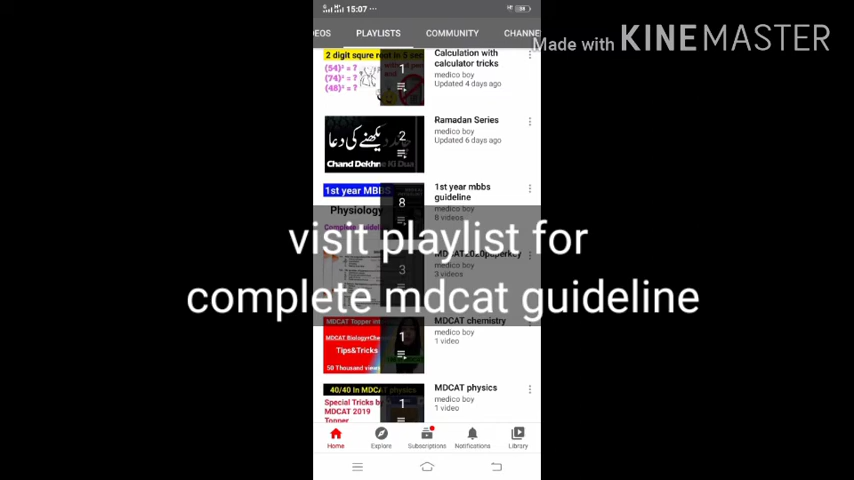 15:07
DEOS PLAYLISTS COMMUNITY CHANNE
Made with KINEMASTER
2 digit squre root in 5 sec
(54)² = ?
(74)² = ?
(48)² = ?
1
Calculation with
calculator tricks
medico boy
Updated 4 days ago
چاند دیکھنے کی دعا
Chand Dekhne Ki Dua
2
Ramadan Series
medico boy
Updated 6 days ago
1st year MBBS
Physiology
8
1st year mbbs
guideline
medico boy
8 videos
visit playlist for
complete mdcat guideline
3
medico boy
3 videos
MDCAT Topper
MDCAT Biology+Che
Tips&Tricks
50 Thousand views
1
MDCAT chemistry
medico boy
1 video
40/40 In MDCAT physics
Special Tricks by
MDCAT 2019
Topper
1
MDCAT physics
medico boy
1 video
Home Explore Subscriptions Notifications Library